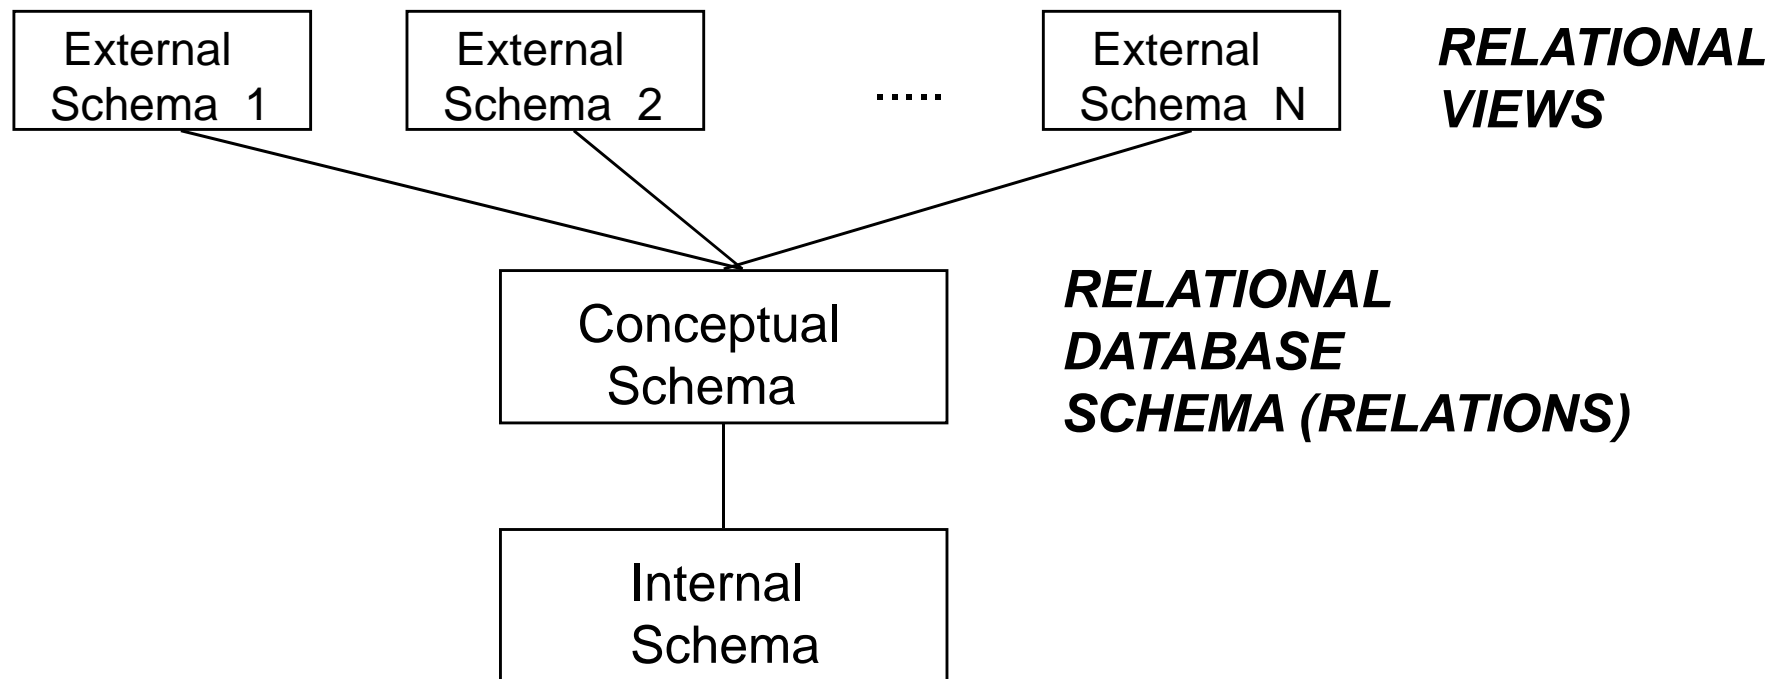 External
Schema 1
External
Schema 2
.....
External
Schema N
RELATIONAL
VIEWS
Conceptual
Schema
RELATIONAL
DATABASE
SCHEMA (RELATIONS)
Internal
Schema